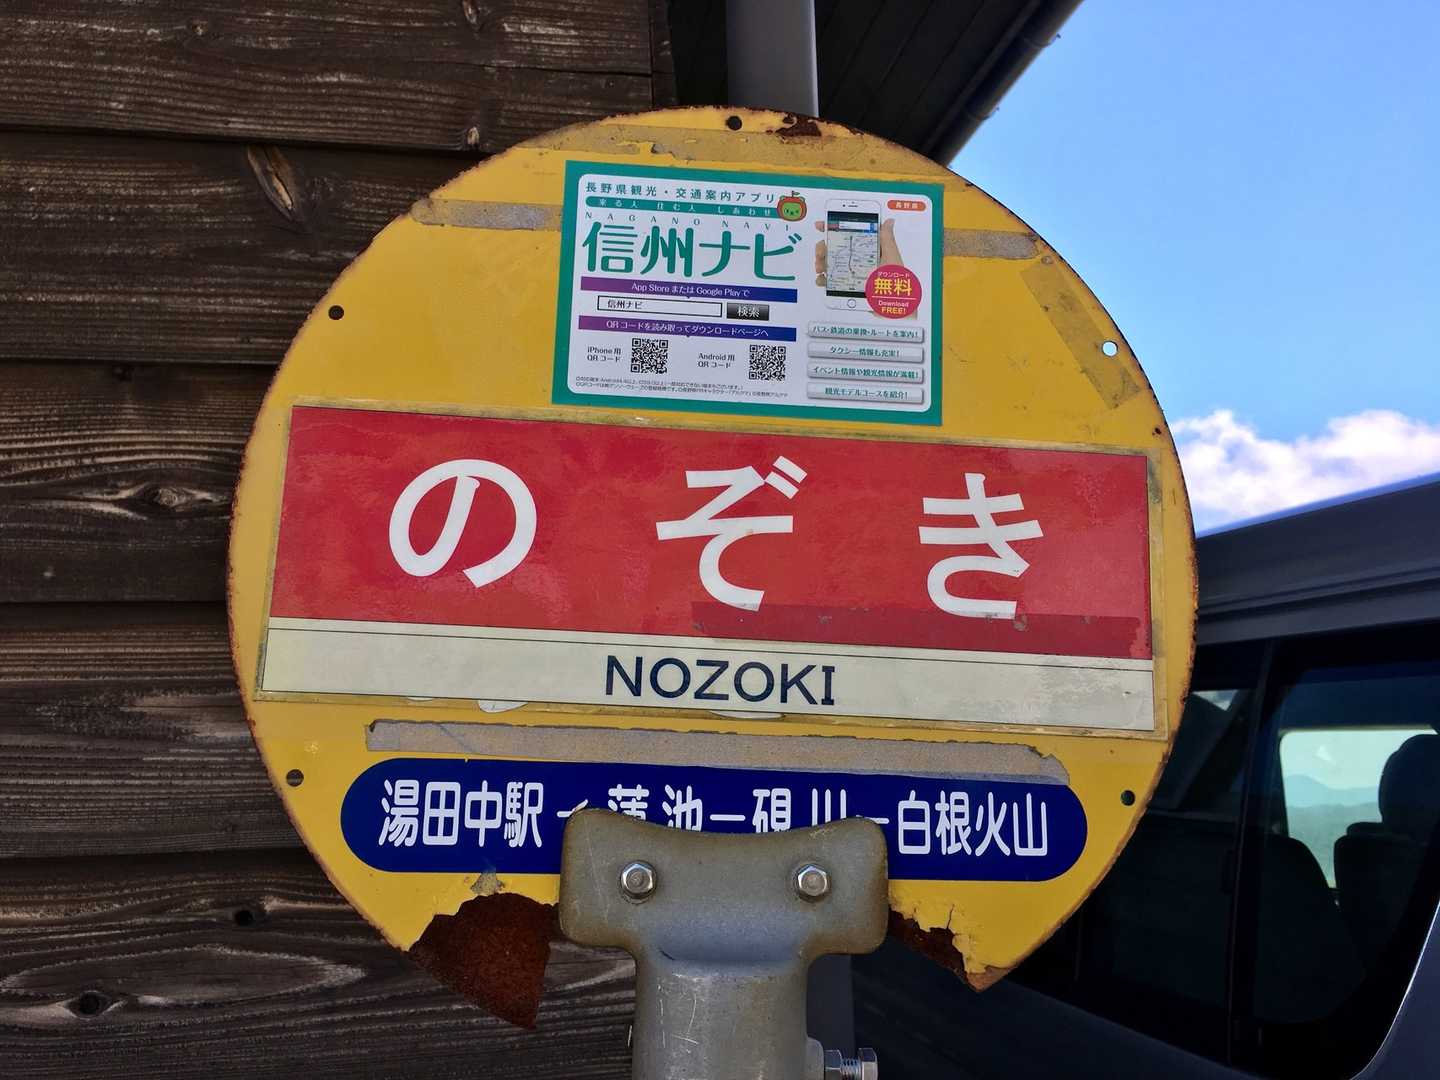 長野県観光・交通案内アプリ
来る人 住む人 しあわせ
NAGANO NAVI
信州ナビ
長野県
ダウンロード
無料
Download
FREE!
App Store または Google Play で
信州ナビ 検索
QRコードを読み取ってダウンロードページへ
iPhone用
QRコード
Android用
QRコード
バス・鉄道の乗換・ルートを案内!
タクシー情報も充実!
イベント情報や観光情報が満載!
観光モデルコースを紹介!
のぞき
NOZOKI
湯田中駅 蓮池 硯川 白根火山